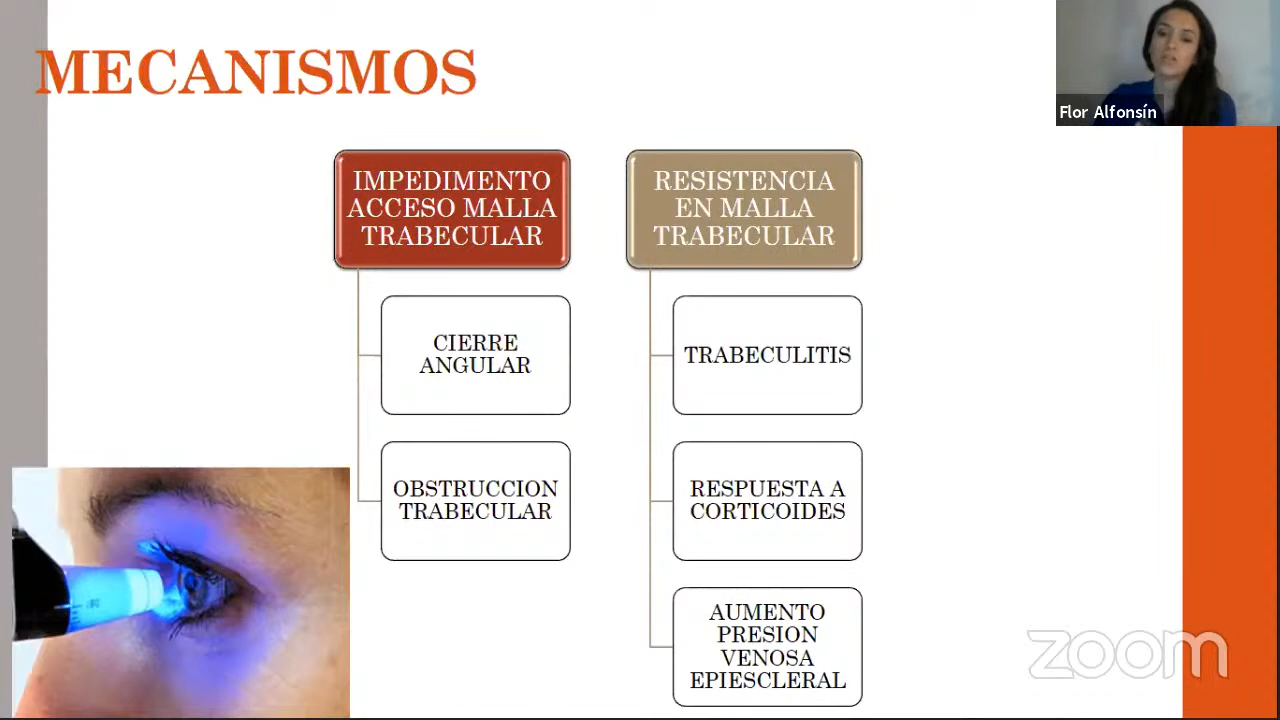 MECANISMOS
Flor Alfonsín
IMPEDIMENTO
ACCESO MALLA
TRABECULAR
RESISTENCIA
EN MALLA
TRABECULAR
CIERRE
ANGULAR
TRABECULITIS
OBSTRUCCION
TRABECULAR
RESPUESTA A
CORTICOIDES
AUMENTO
PRESION
VENOSA
EPIESCLERAL
zoom